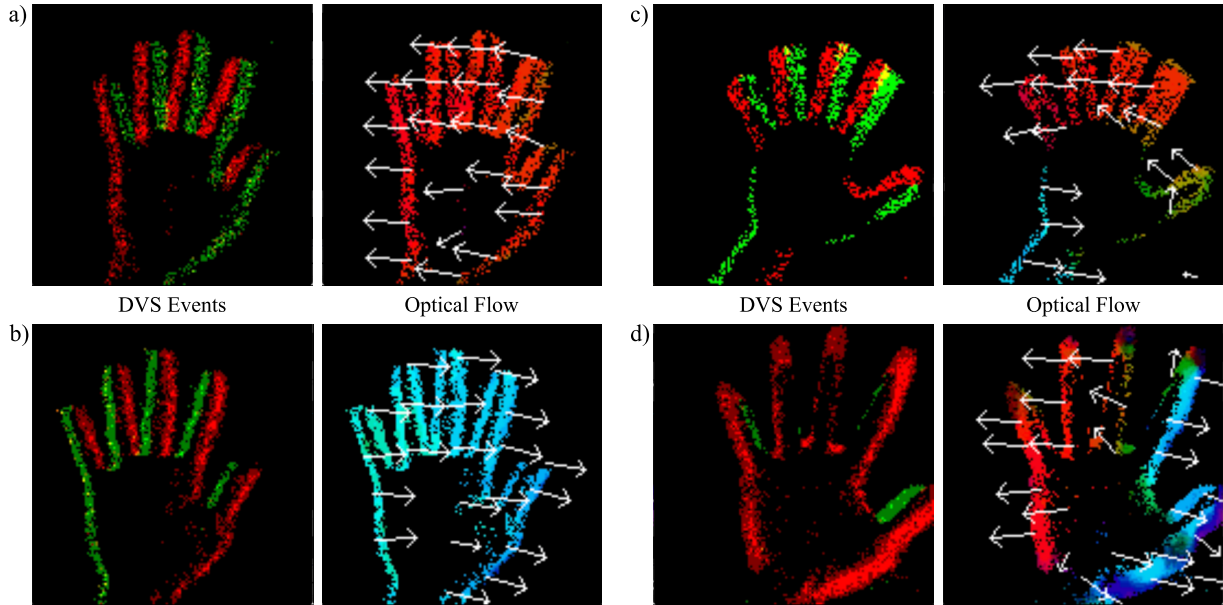 a)
c)
DVS Events
Optical Flow
DVS Events
Optical Flow
b)
d)